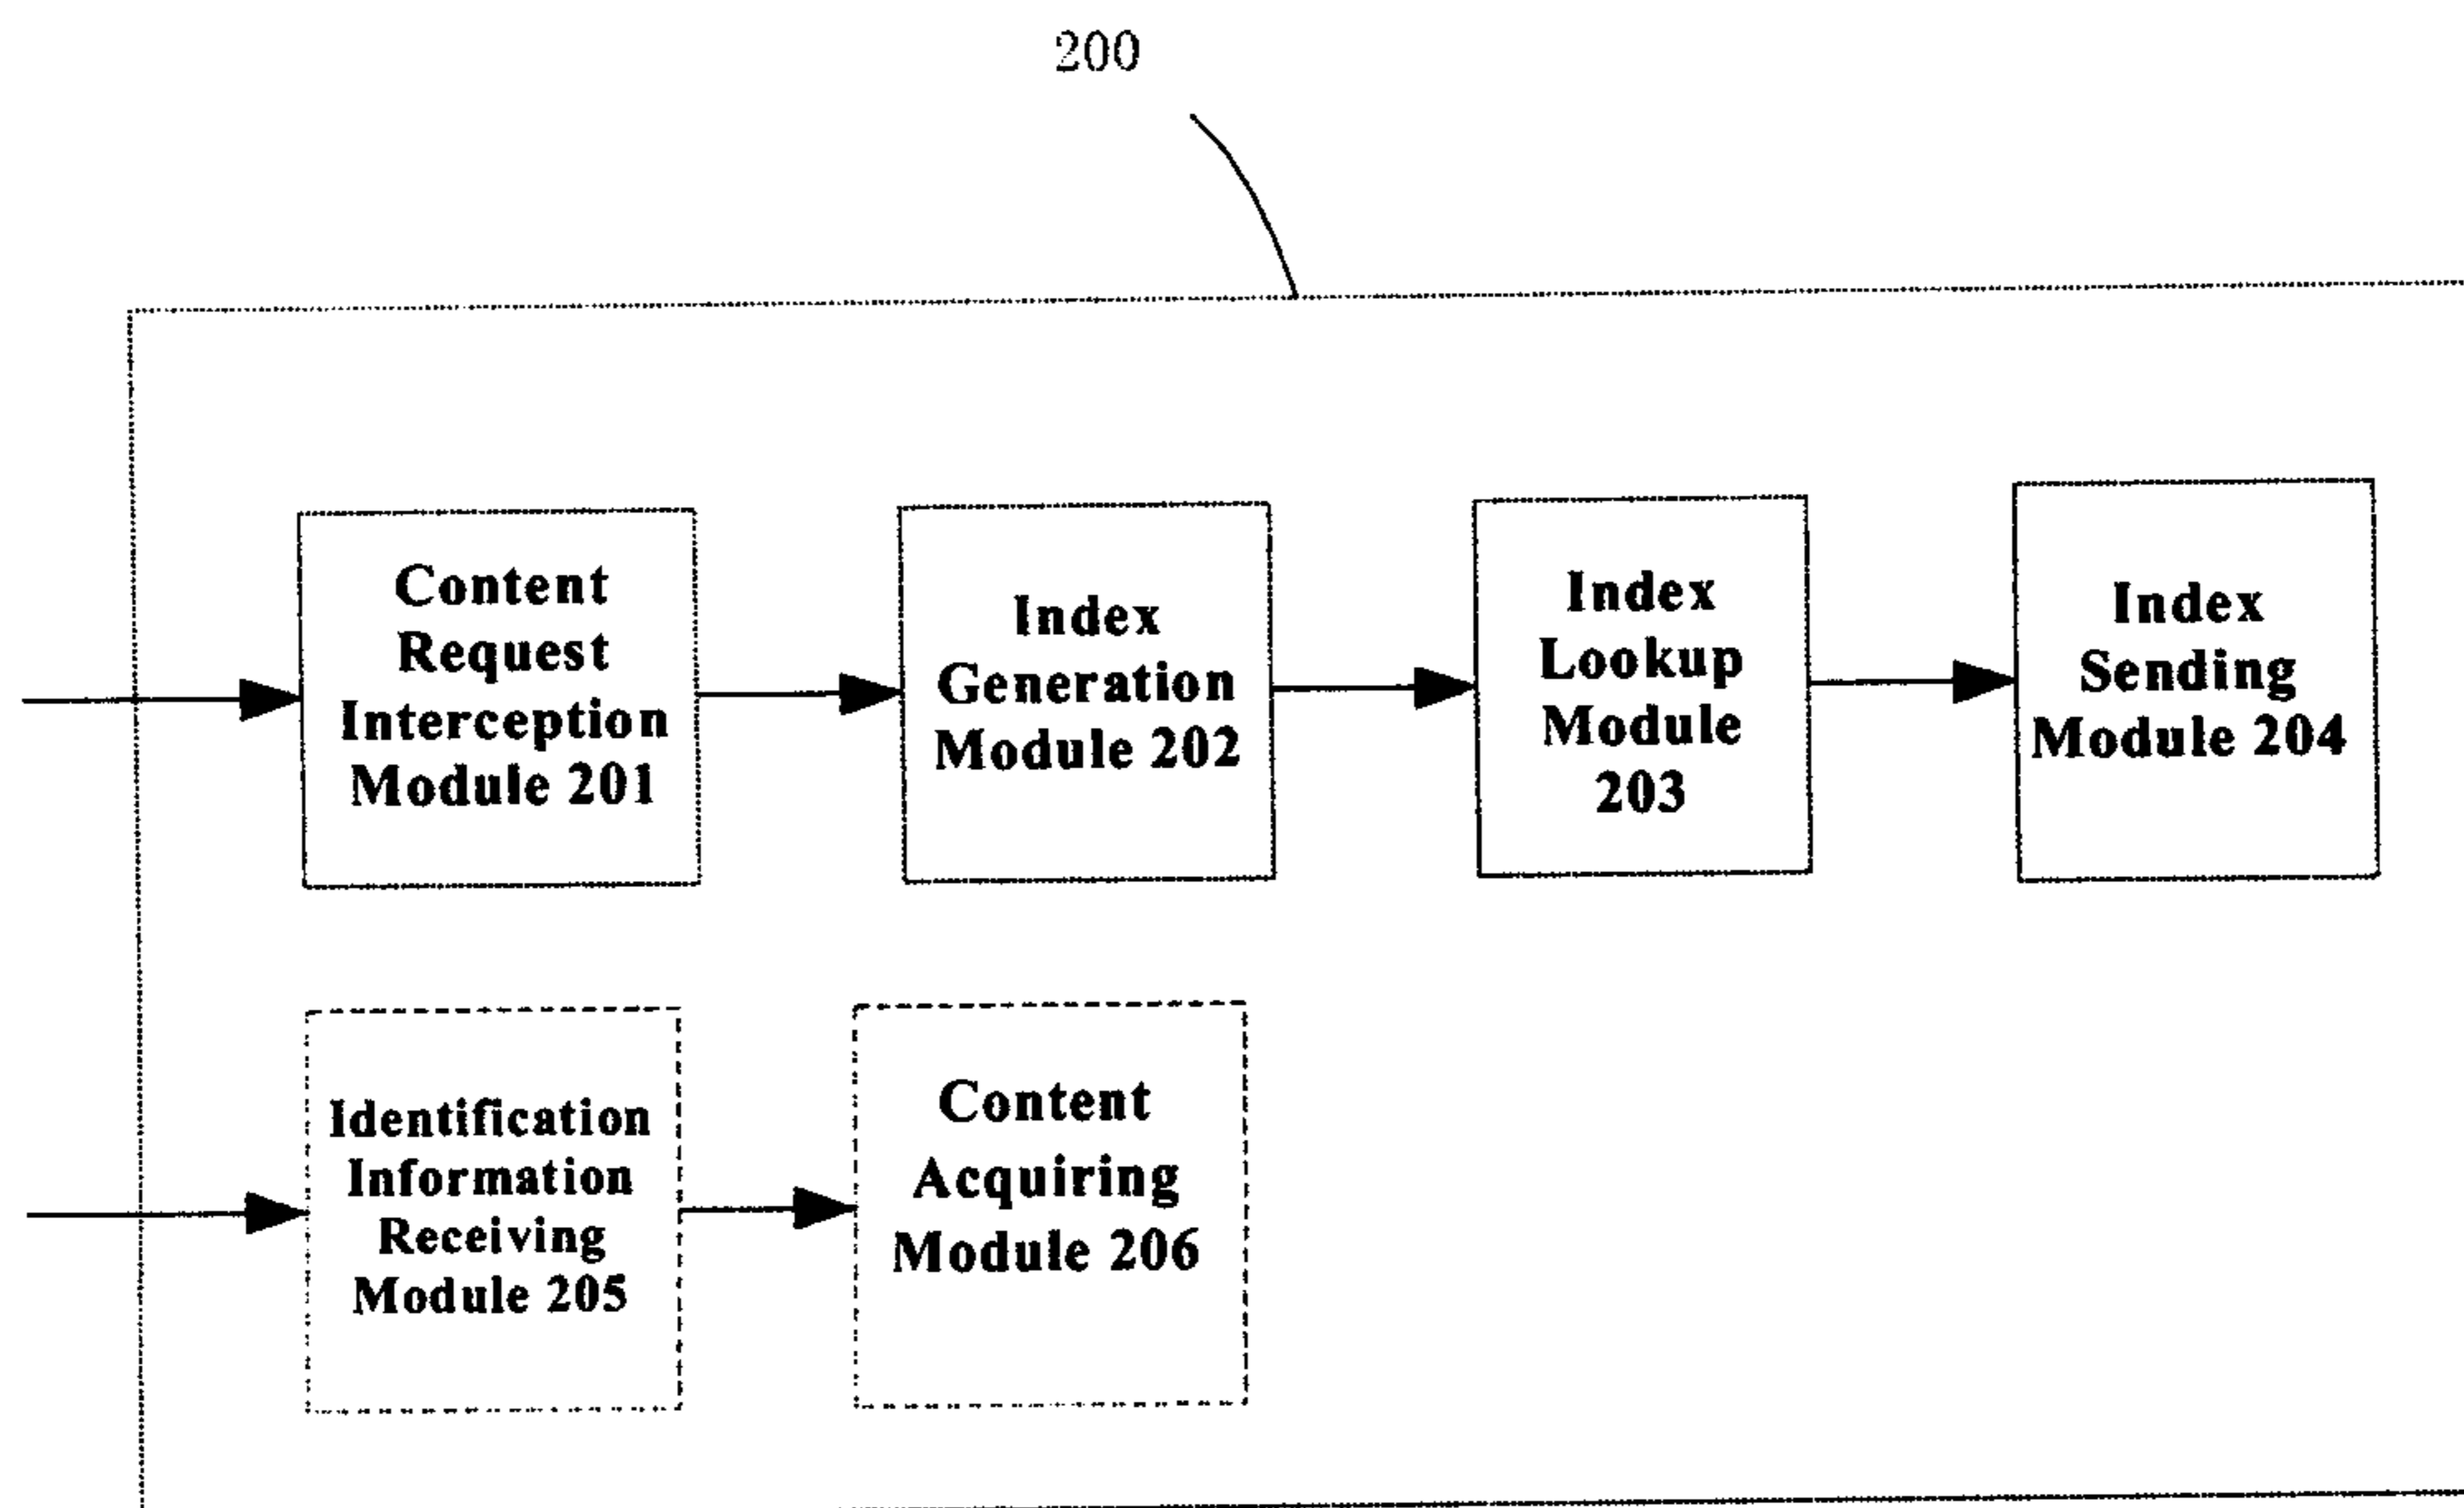 200
Content
Request
Interception
Module 201
Index
Generation
Module 202
Index
Lookup
Module
203
Index
Sending
Module 204
Identification
Information
Receiving
Module 205
Content
Acquiring
Module 206